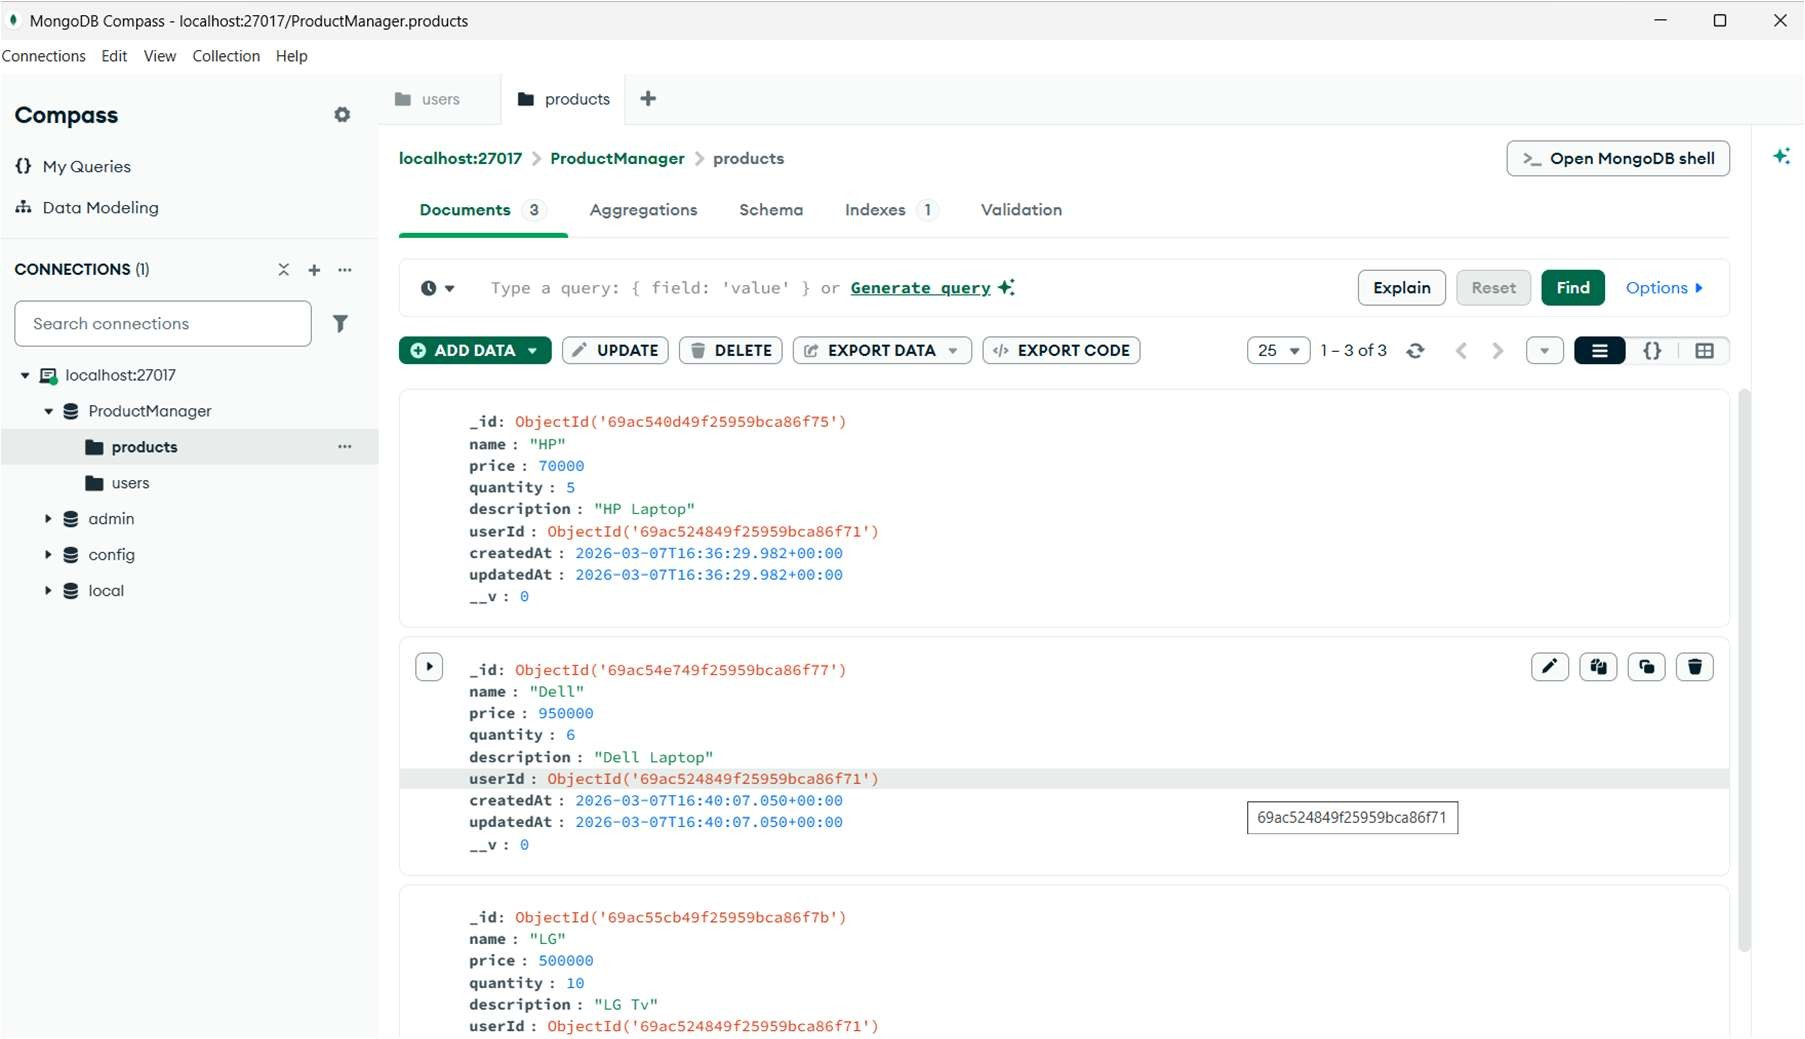 MongoDB Compass - localhost:27017/ProductManager.products
Connections Edit View Collection Help
Compass
{} My Queries
Data Modeling
CONNECTIONS (1)
Search connections
localhost:27017
ProductManager
products
users
admin
config
local
users products
localhost:27017 > ProductManager > products
>_ Open MongoDB shell
Documents 3 Aggregations Schema Indexes 1 Validation
Type a query: { field: 'value' } or Generate query
Explain Reset Find Options
ADD DATA UPDATE DELETE EXPORT DATA </> EXPORT CODE
25 1 – 3 of 3 {}
_id: ObjectId('69ac540d49f25959bca86f75')
name : "HP"
price : 70000
quantity : 5
description : "HP Laptop"
userId : ObjectId('69ac524849f25959bca86f71')
createdAt : 2026-03-07T16:36:29.982+00:00
updatedAt : 2026-03-07T16:36:29.982+00:00
__v : 0
_id: ObjectId('69ac54e749f25959bca86f77')
name : "Dell"
price : 950000
quantity : 6
description : "Dell Laptop"
userId : ObjectId('69ac524849f25959bca86f71')
createdAt : 2026-03-07T16:40:07.050+00:00
updatedAt : 2026-03-07T16:40:07.050+00:00
69ac524849f25959bca86f71
__v : 0
_id: ObjectId('69ac55cb49f25959bca86f7b')
name : "LG"
price : 500000
quantity : 10
description : "LG Tv"
userId : ObjectId('69ac524849f25959bca86f71')